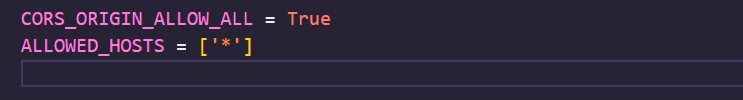 CORS_ORIGIN_ALLOW_ALL = True
ALLOWED_HOSTS = ['*']